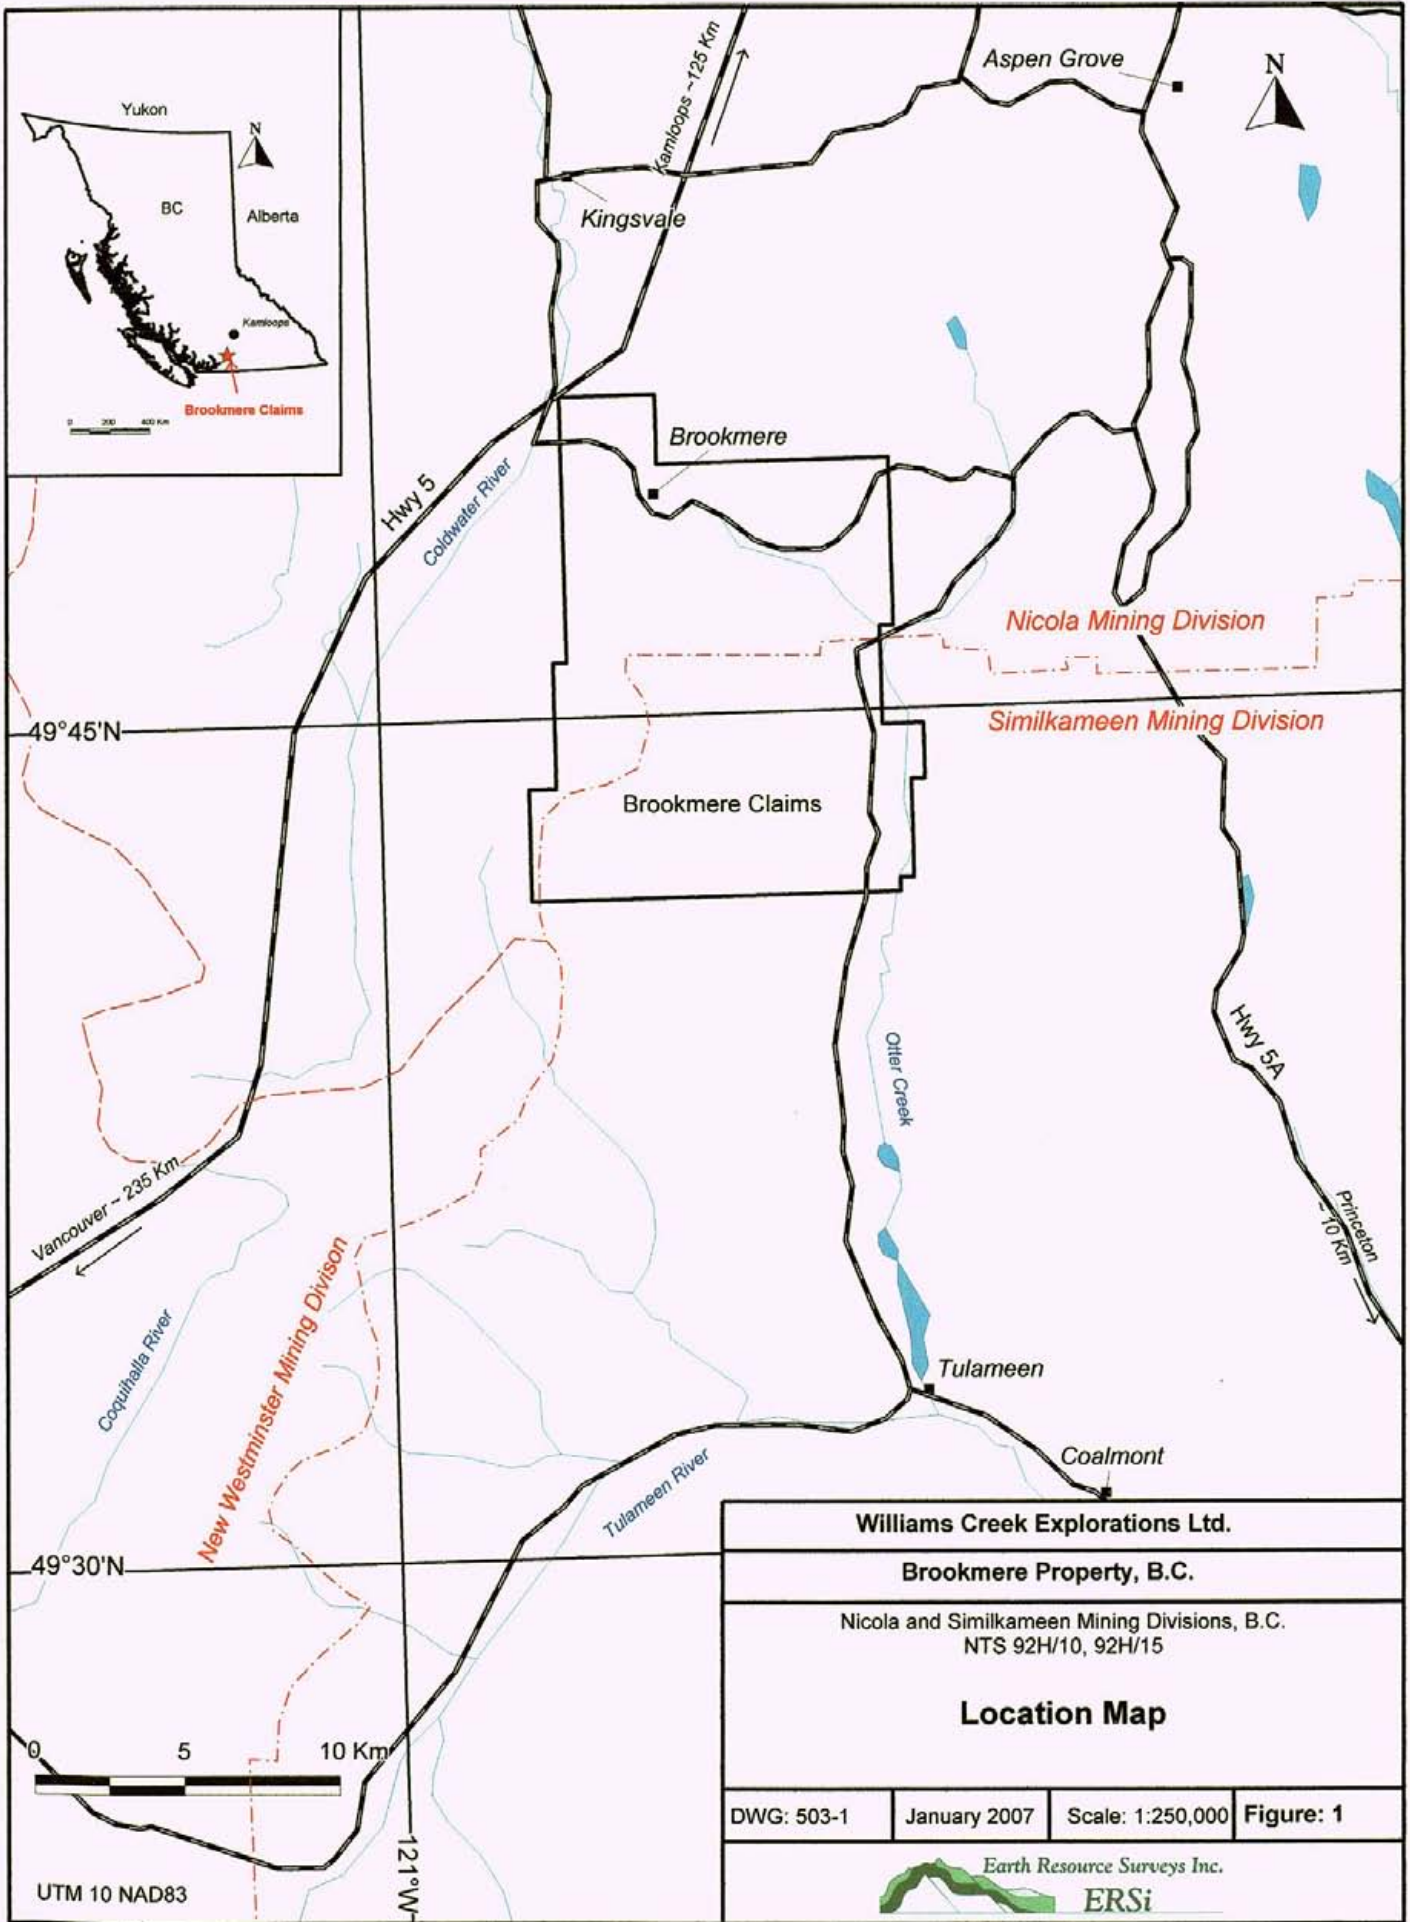 Yukon
N
BC
Alberta
Kamloops
Brookmere Claims
0 200 400 Km
Kamloops ~125 Km
Aspen Grove
N
Kingsvale
Brookmere
Hwy 5
Coldwater River
Nicola Mining Division
49°45'N
Similkameen Mining Division
Brookmere Claims
Otter Creek
Hwy 5A
Vancouver ~ 235 Km
Princeton
~ 10 Km
Coquihalla River
New Westminster Mining Divison
Tulameen
Tulameen River
Coalmont
49°30'N
0 5 10 Km
121°W
UTM 10 NAD83
Williams Creek Explorations Ltd.
Brookmere Property, B.C.
Nicola and Similkameen Mining Divisions, B.C.
NTS 92H/10, 92H/15
Location Map
DWG: 503-1 January 2007 Scale: 1:250,000 Figure: 1
Earth Resource Surveys Inc.
ERSi